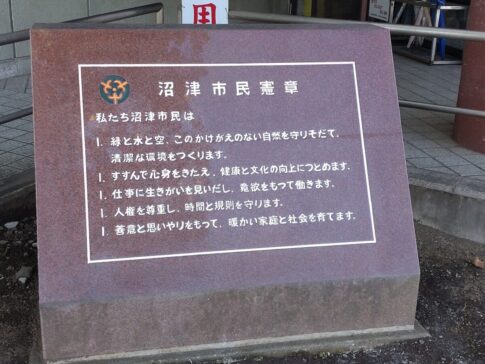 周
沼津市民憲章
私たち沼津市民は
1. 緑と水と空、このかけがえのない自然を守りそだて、
清潔な環境をつくります。
1. すすんで心身をきたえ、健康と文化の向上につとめます。
1. 仕事に生きがいを見いだし、意欲をもって働きます。
1. 人権を尊重し、時間と規則を守ります。
1. 善意と思いやりをもって、暖かい家庭と社会を育てます。